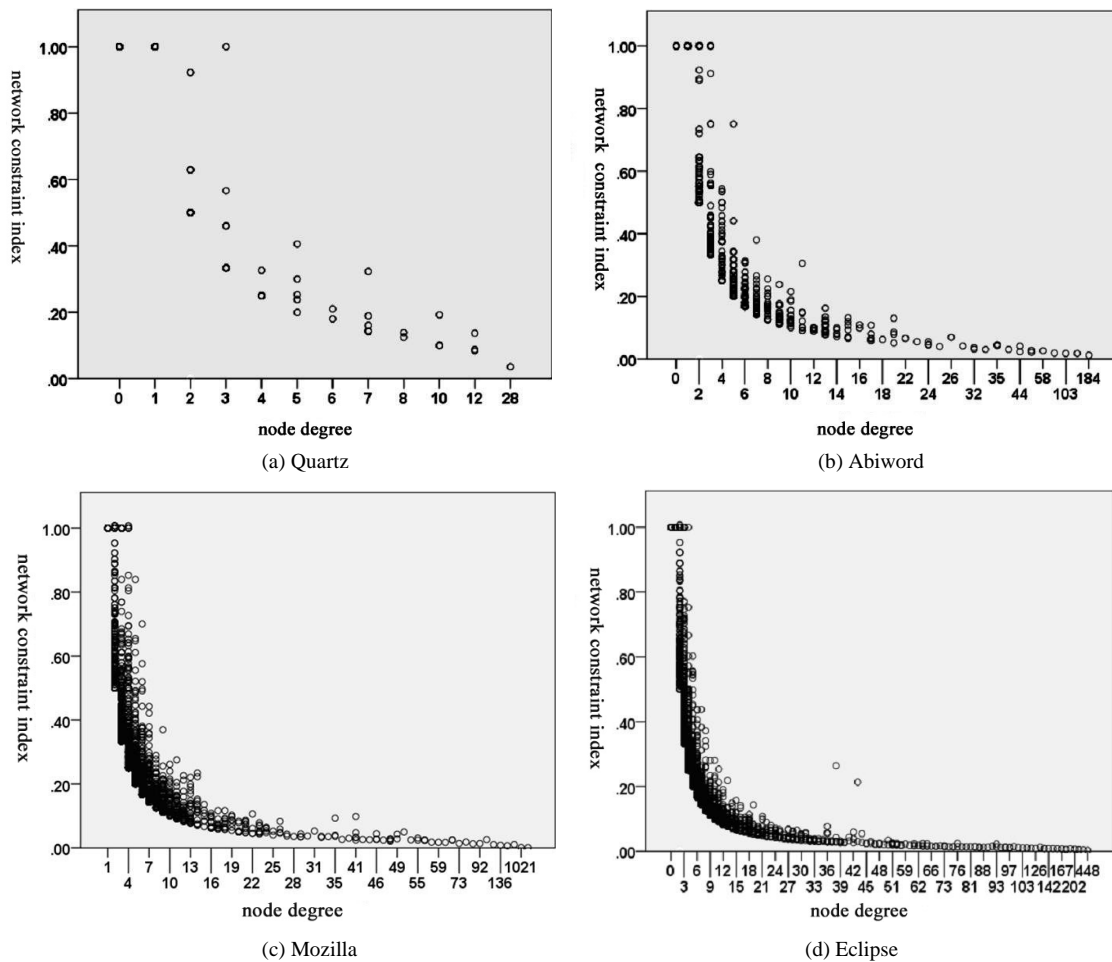 network constraint index
1.00
.80
.60
.40
.20
.00
0 1 2 3 4 5 6 7 8 10 12 28
node degree
(a) Quartz
network constraint index
1.00
.80
.60
.40
.20
.00
0 4 8 12 16 22 26 35 58 184
2 6 10 14 18 24 32 44 103
node degree
(b) Abiword
network constraint index
1.00
.80
.60
.40
.20
.00
1 7 13 19 25 31 41 49 59 92 1021
4 10 16 22 28 35 46 55 73 136
node degree
(c) Mozilla
network constraint index
1.00
.80
.60
.40
.20
.00
0 6 12 18 24 30 36 42 48 59 66 76 88 97 126 167 448
3 9 15 21 27 33 39 45 51 62 73 81 93 103 142 202
node degree
(d) Eclipse